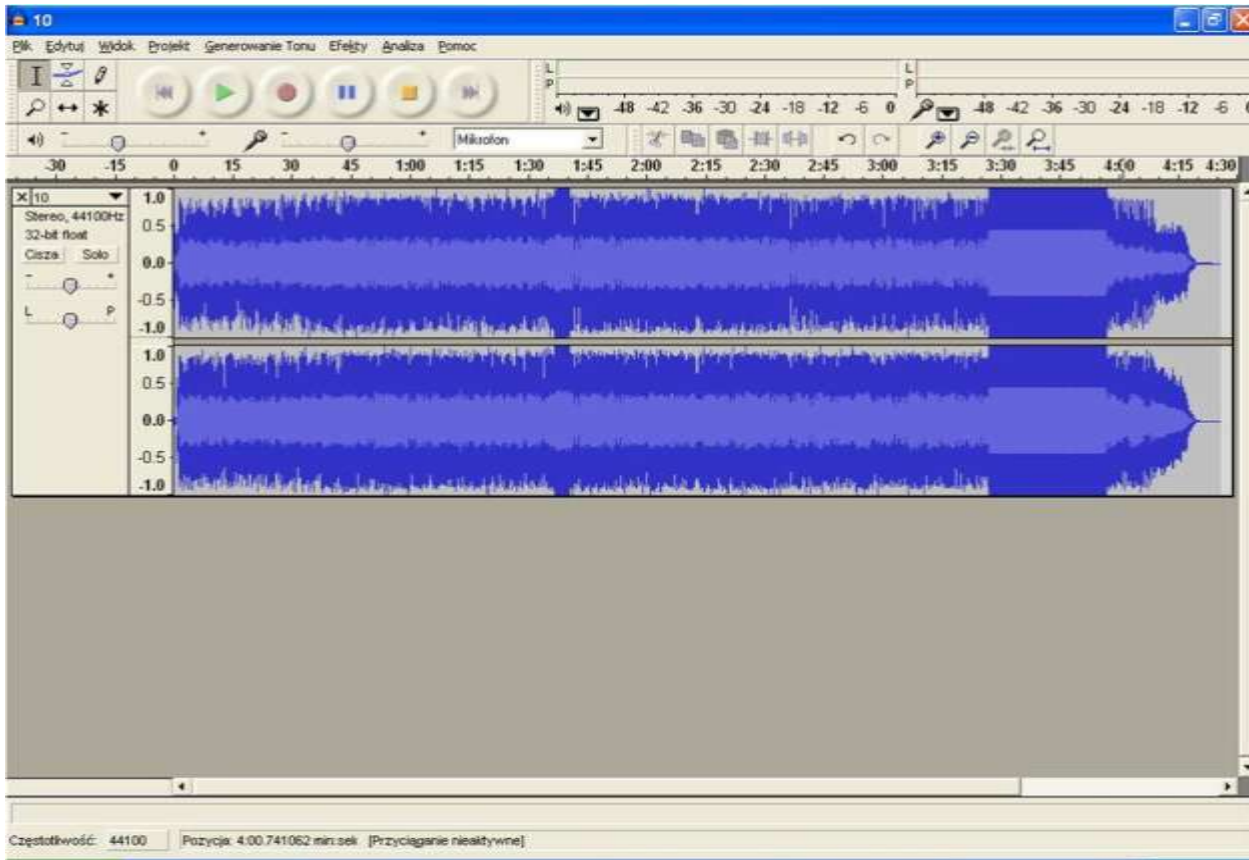 10
Plik Edytuj Widok Projekt Generowanie Tonu Efekty Analiza Pomoc
L
P
-48 -42 -36 -30 -24 -18 -12 -6 0
L
P
-48 -42 -36 -30 -24 -18 -12 -6 0
- + - + Mikrofon
-30 -15 0 15 30 45 1:00 1:15 1:30 1:45 2:00 2:15 2:30 2:45 3:00 3:15 3:30 3:45 4:00 4:15 4:30
10
Stereo, 44100Hz
32-bit float
Cisza Solo
- +
L P
1.0
0.5
0.0
-0.5
-1.0
1.0
0.5
0.0
-0.5
-1.0
Częstotliwość: 44100 Pozycja: 4:00.741062 min:sek [Przyciąganie nieaktywne]